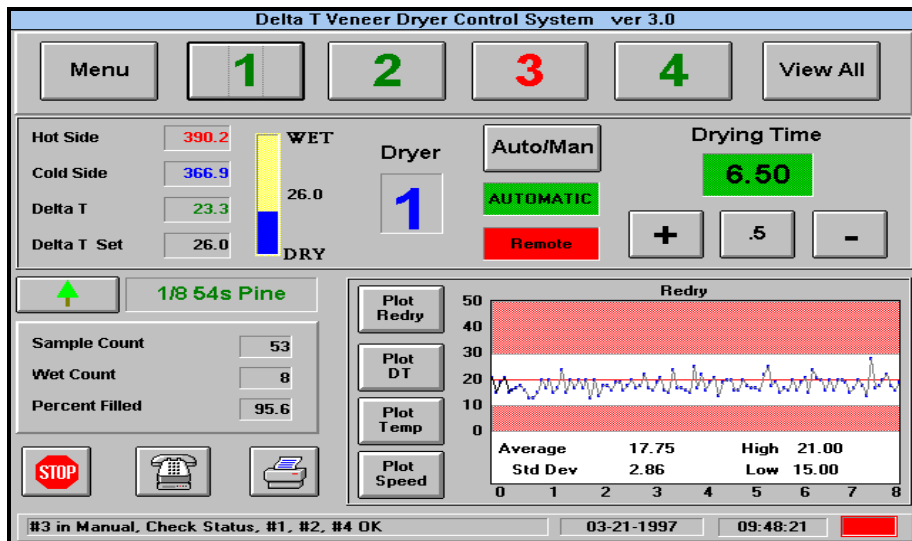 Delta T Veneer Dryer Control System ver 3.0
Menu 1 2 3 4 View All
Hot Side 390.2
Cold Side 366.9
Delta T 23.3
Delta T Set 26.0
WET
26.0
DRY
Dryer
1
Auto/Man
AUTOMATIC
Remote
Drying Time
6.50
+ .5 -
1/8 54s Pine
Sample Count 53
Wet Count 8
Percent Filled 95.6
STOP
Plot Redry
Plot DT
Plot Temp
Plot Speed
Redry
50
40
30
20
10
0
Average 17.75 High 21.00
Std Dev 2.86 Low 15.00
0 1 2 3 4 5 6 7 8
#3 in Manual, Check Status, #1, #2, #4 OK 03-21-1997 09:48:21